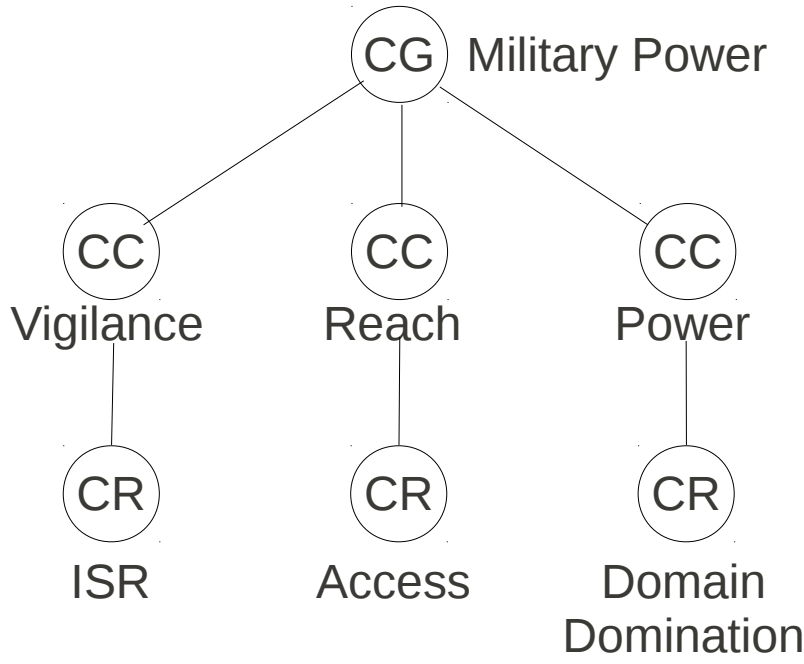 CG Military Power
CC CC CC
Vigilance Reach Power
CR CR CR
ISR Access Domain
Domination